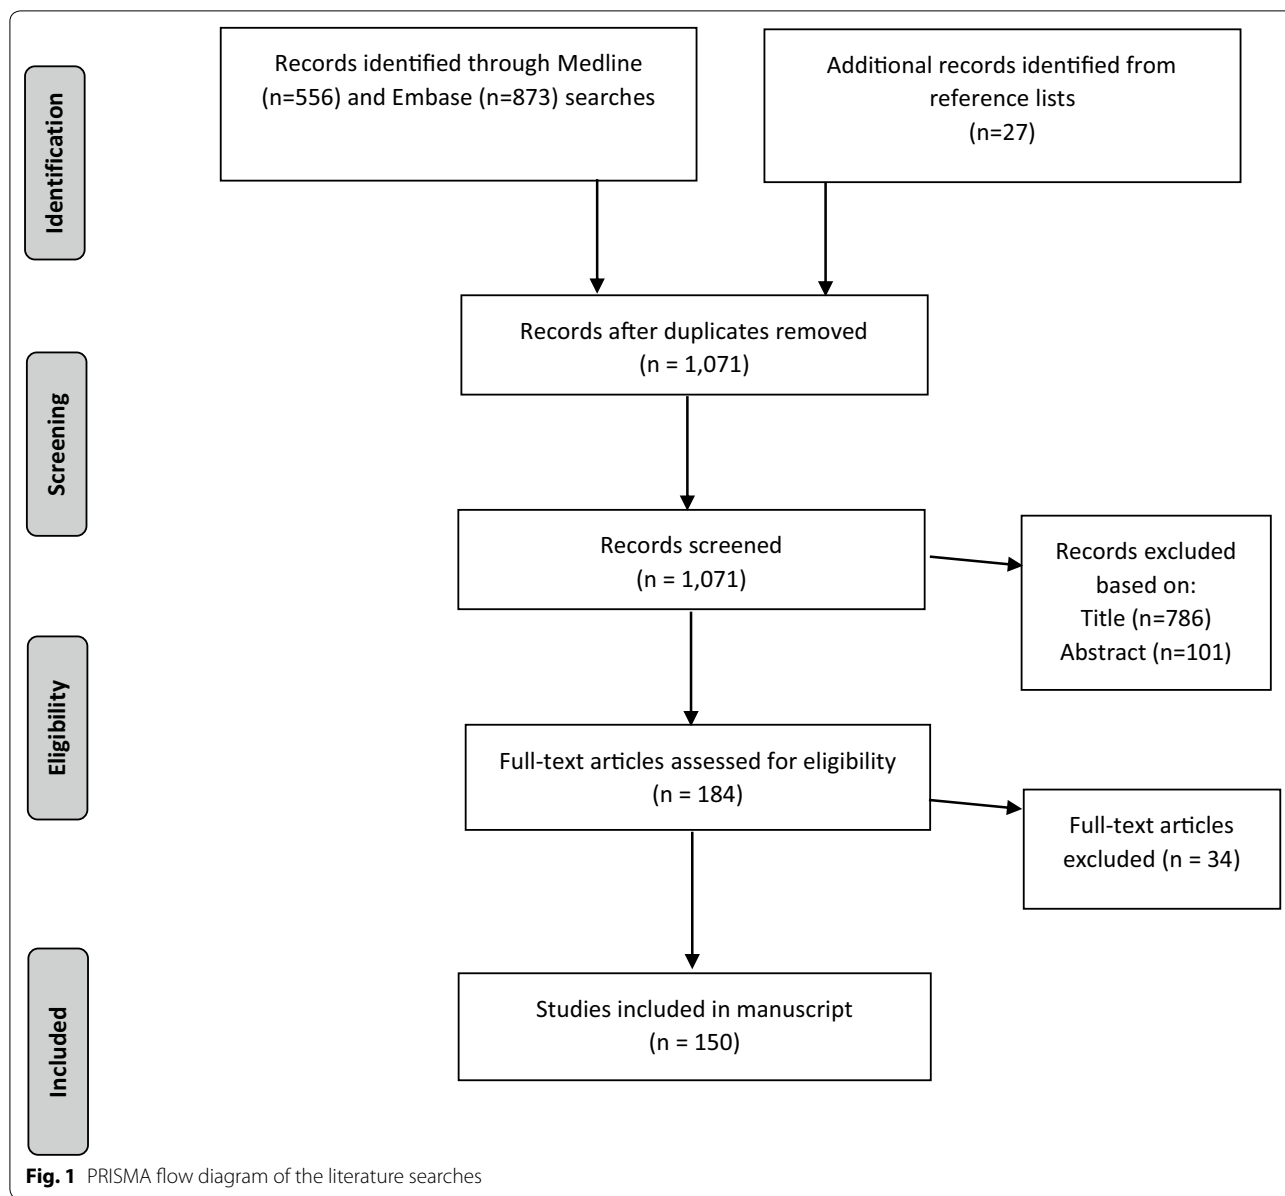 Identification
Records identified through Medline
(n=556) and Embase (n=873) searches
Additional records identified from
reference lists
(n=27)
Records after duplicates removed
(n = 1,071)
Screening
Records screened
(n = 1,071)
Records excluded
based on:
Title (n=786)
Abstract (n=101)
Eligibility
Full-text articles assessed for eligibility
(n = 184)
Full-text articles
excluded (n = 34)
Included
Studies included in manuscript
(n = 150)
Fig. 1 PRISMA flow diagram of the literature searches